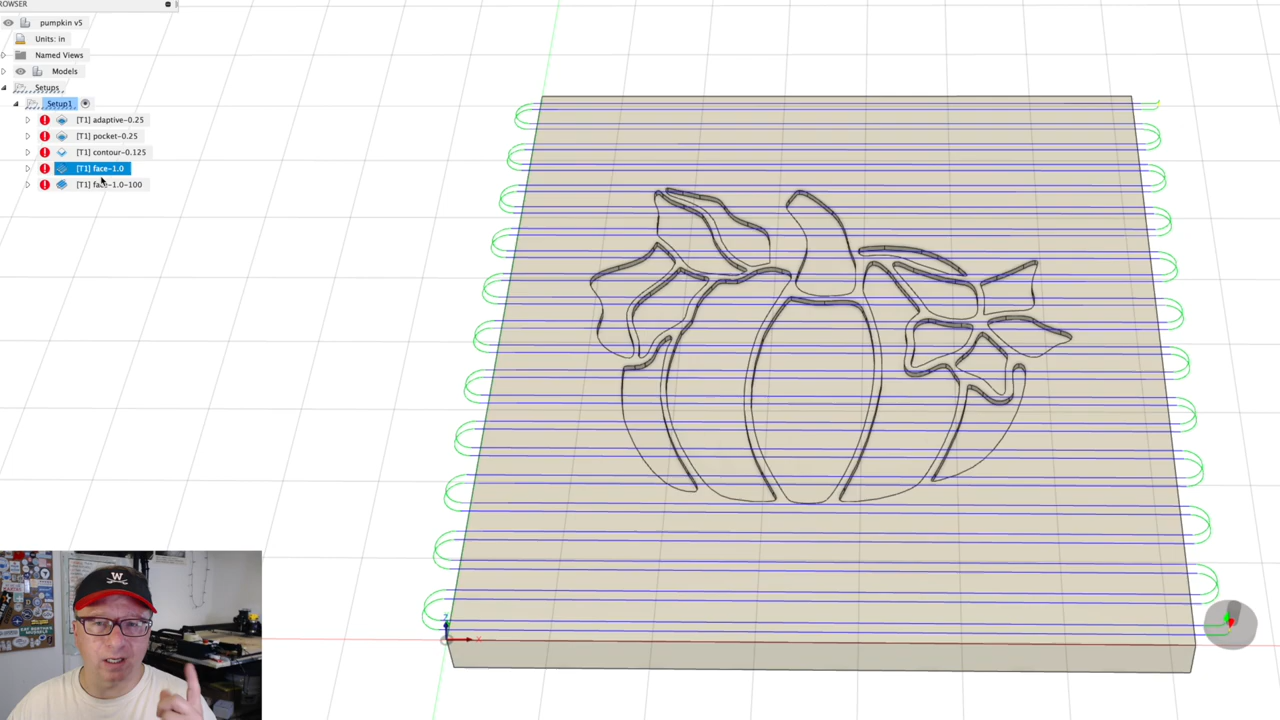 ROWSER
pumpkin v5
Units: in
Named Views
Models
Setups
Setup1
[T1] adaptive-0.25
[T1] pocket-0.25
[T1] contour-0.125
[T1] face-1.0
[T1] face-1.0-100
Z
X
W